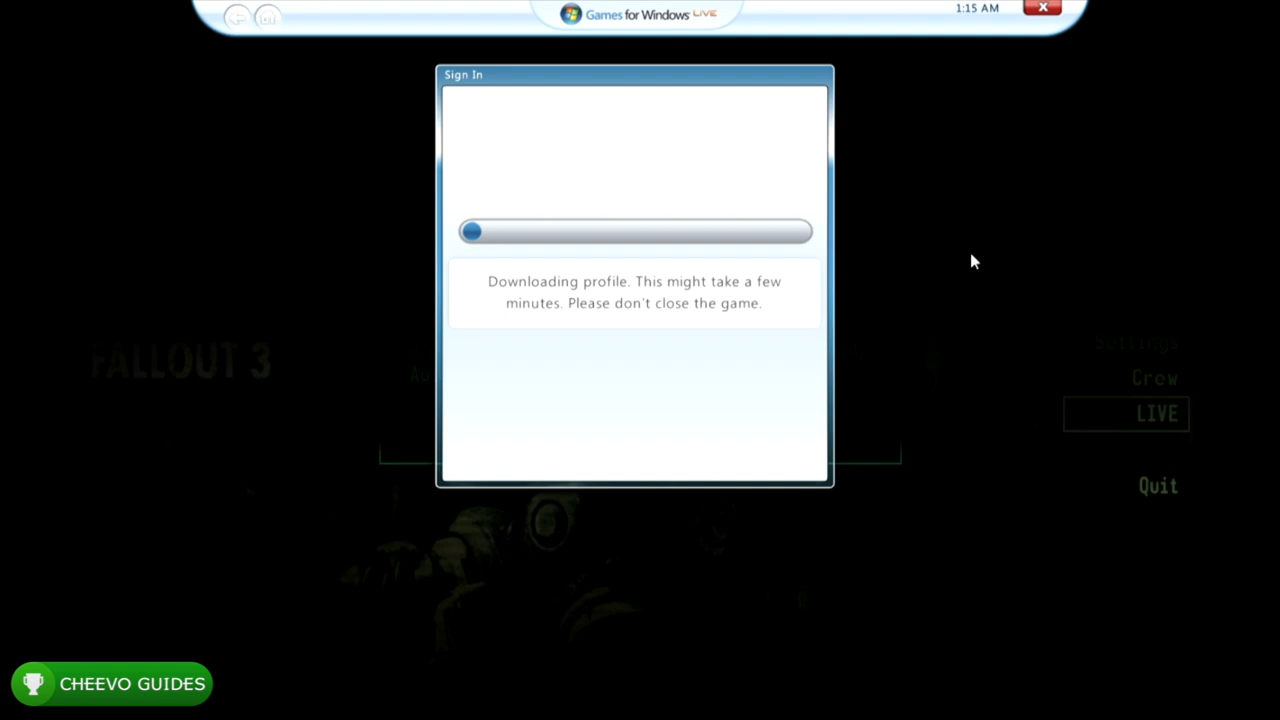 Games for Windows LIVE
1:15 AM
Sign In
Downloading profile. This might take a few
minutes. Please don't close the game.
FALLOUT 3
Settings
Crew
LIVE
Quit
CHEEVO GUIDES